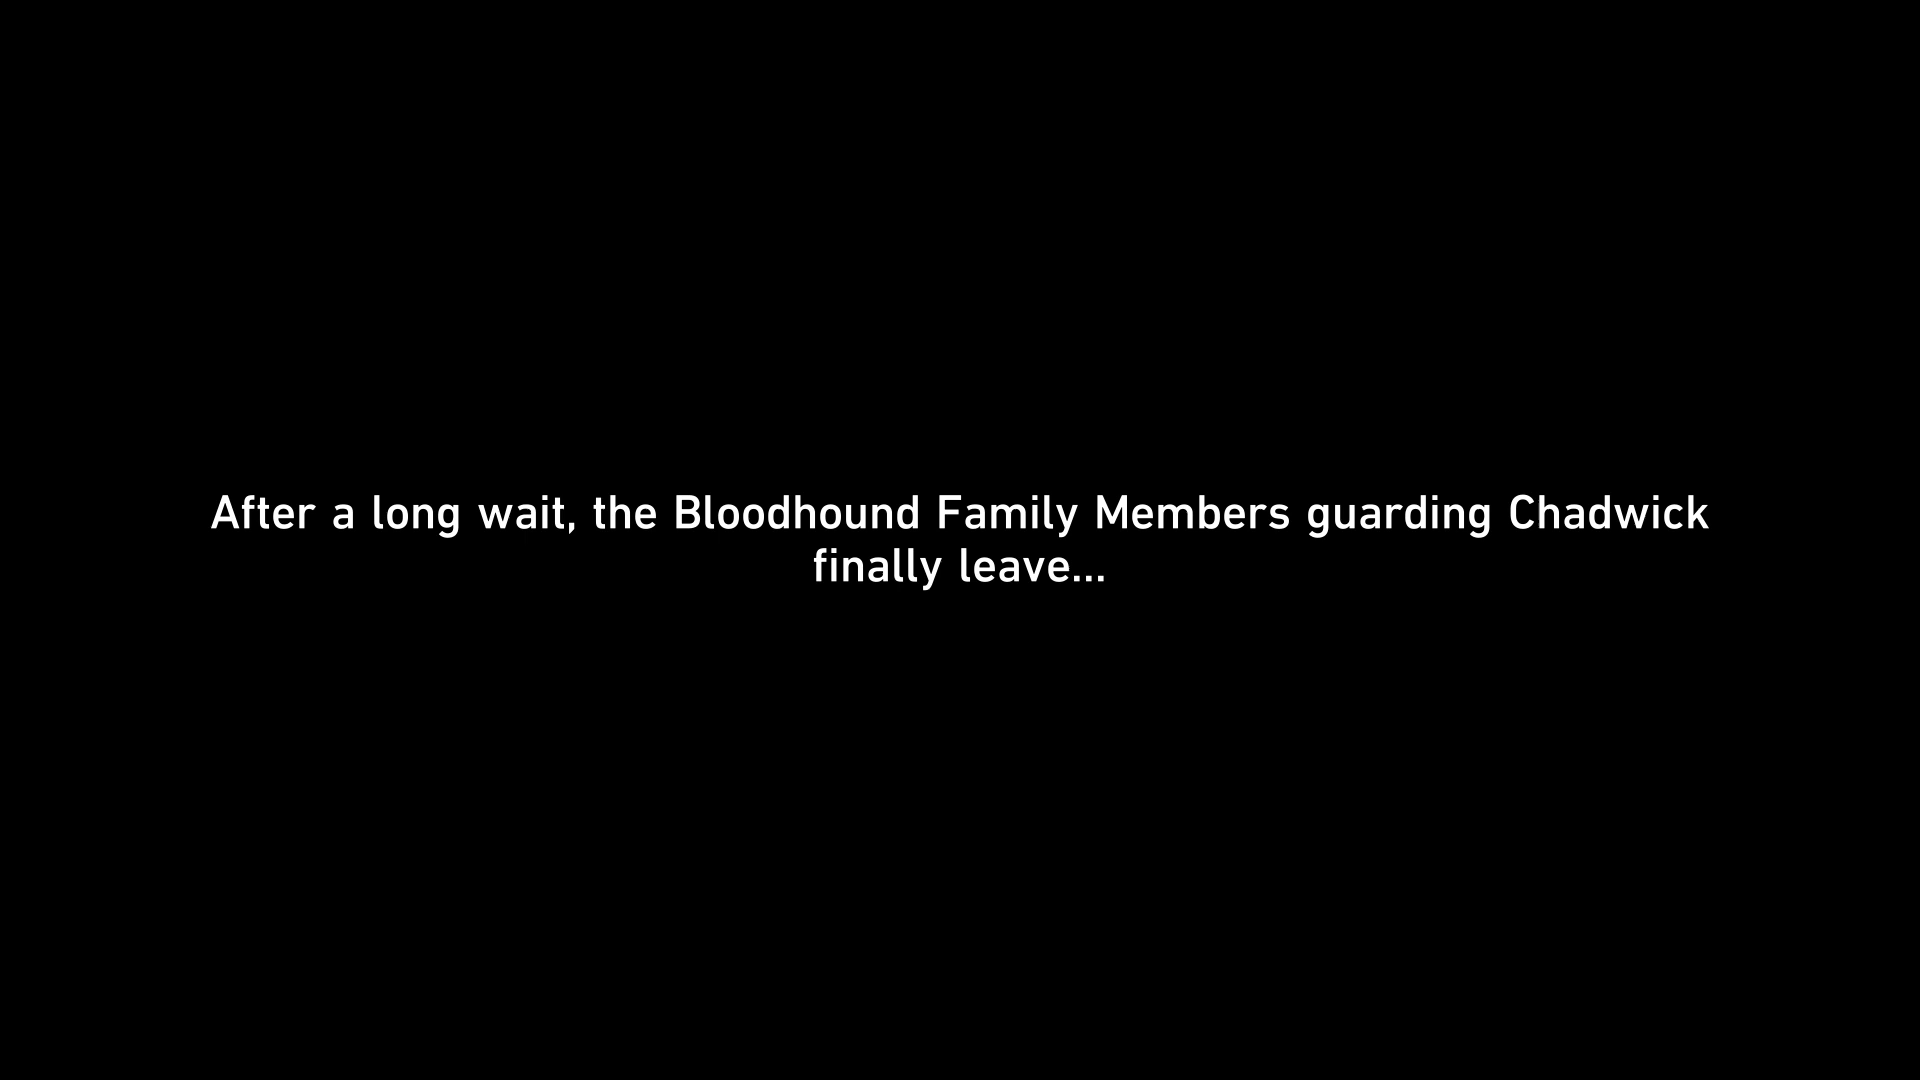 After a long wait, the Bloodhound Family Members guarding Chadwick
finally leave...